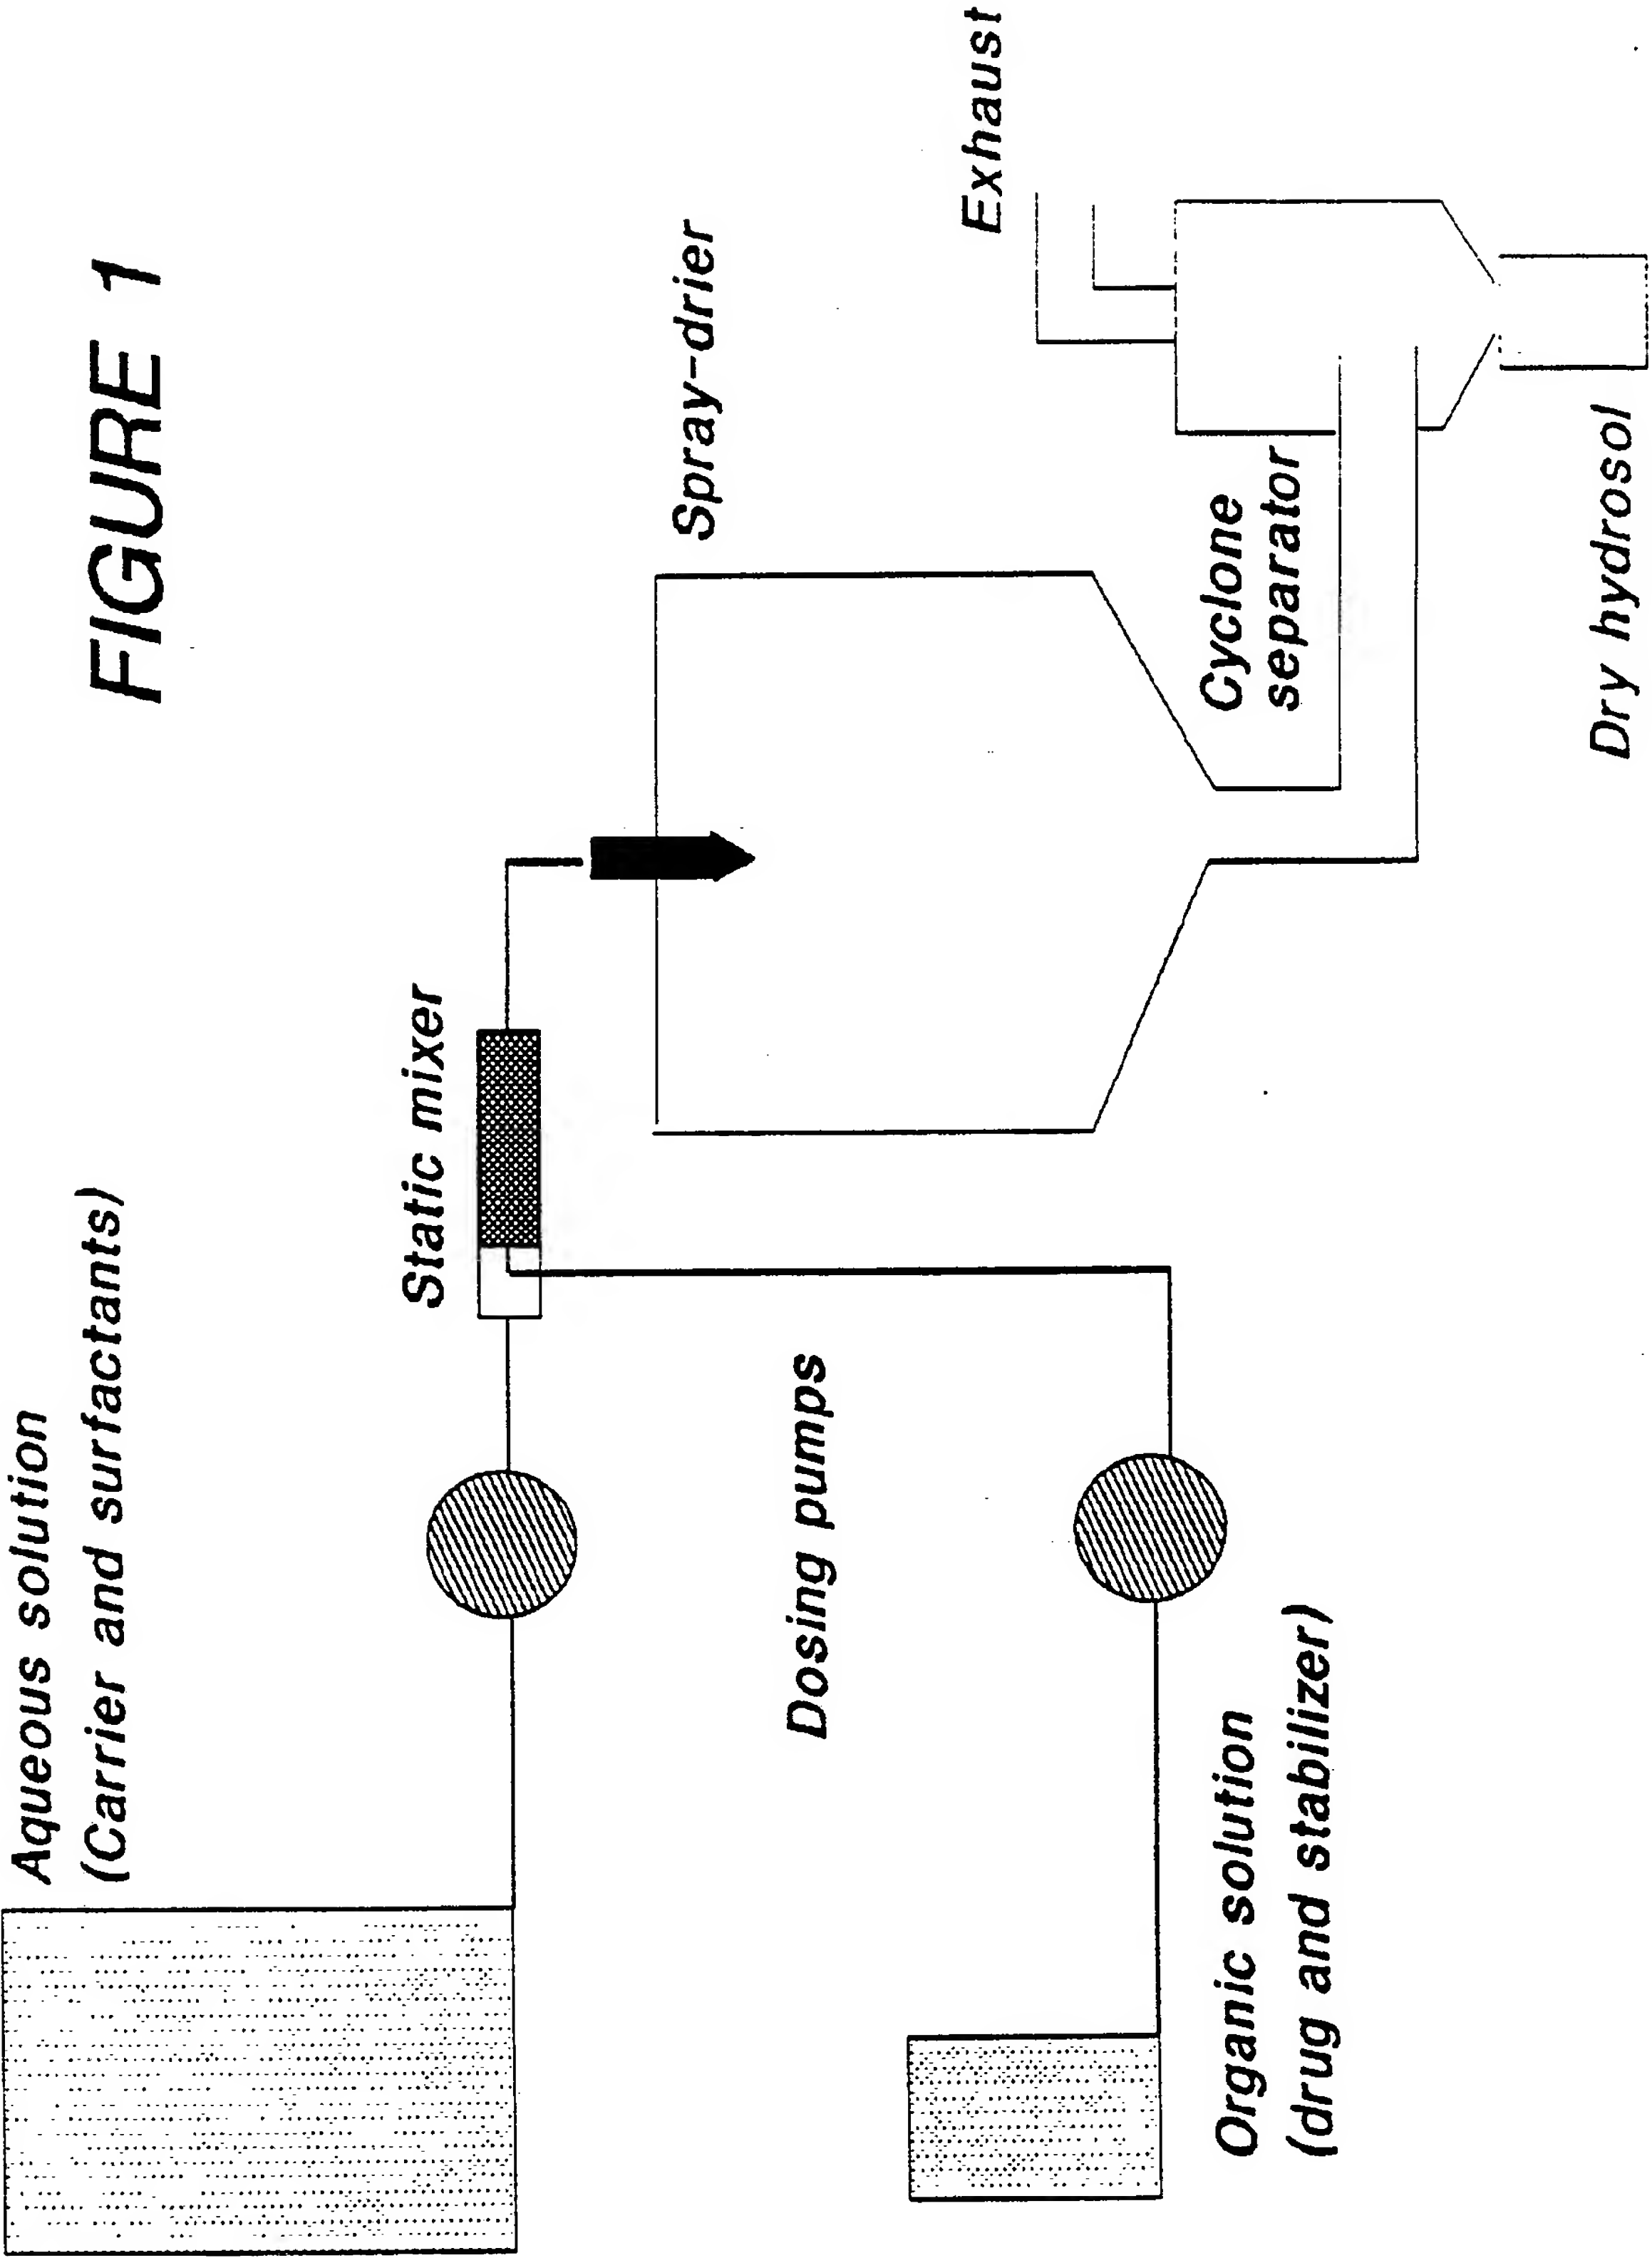 FIGURE 1
Aqueous solution
(Carrier and surfactants)
Static mixer
Spray-drier
Exhaust
Dosing pumps
Cyclone
separator
Organic solution
(drug and stabilizer)
Dry hydrosol